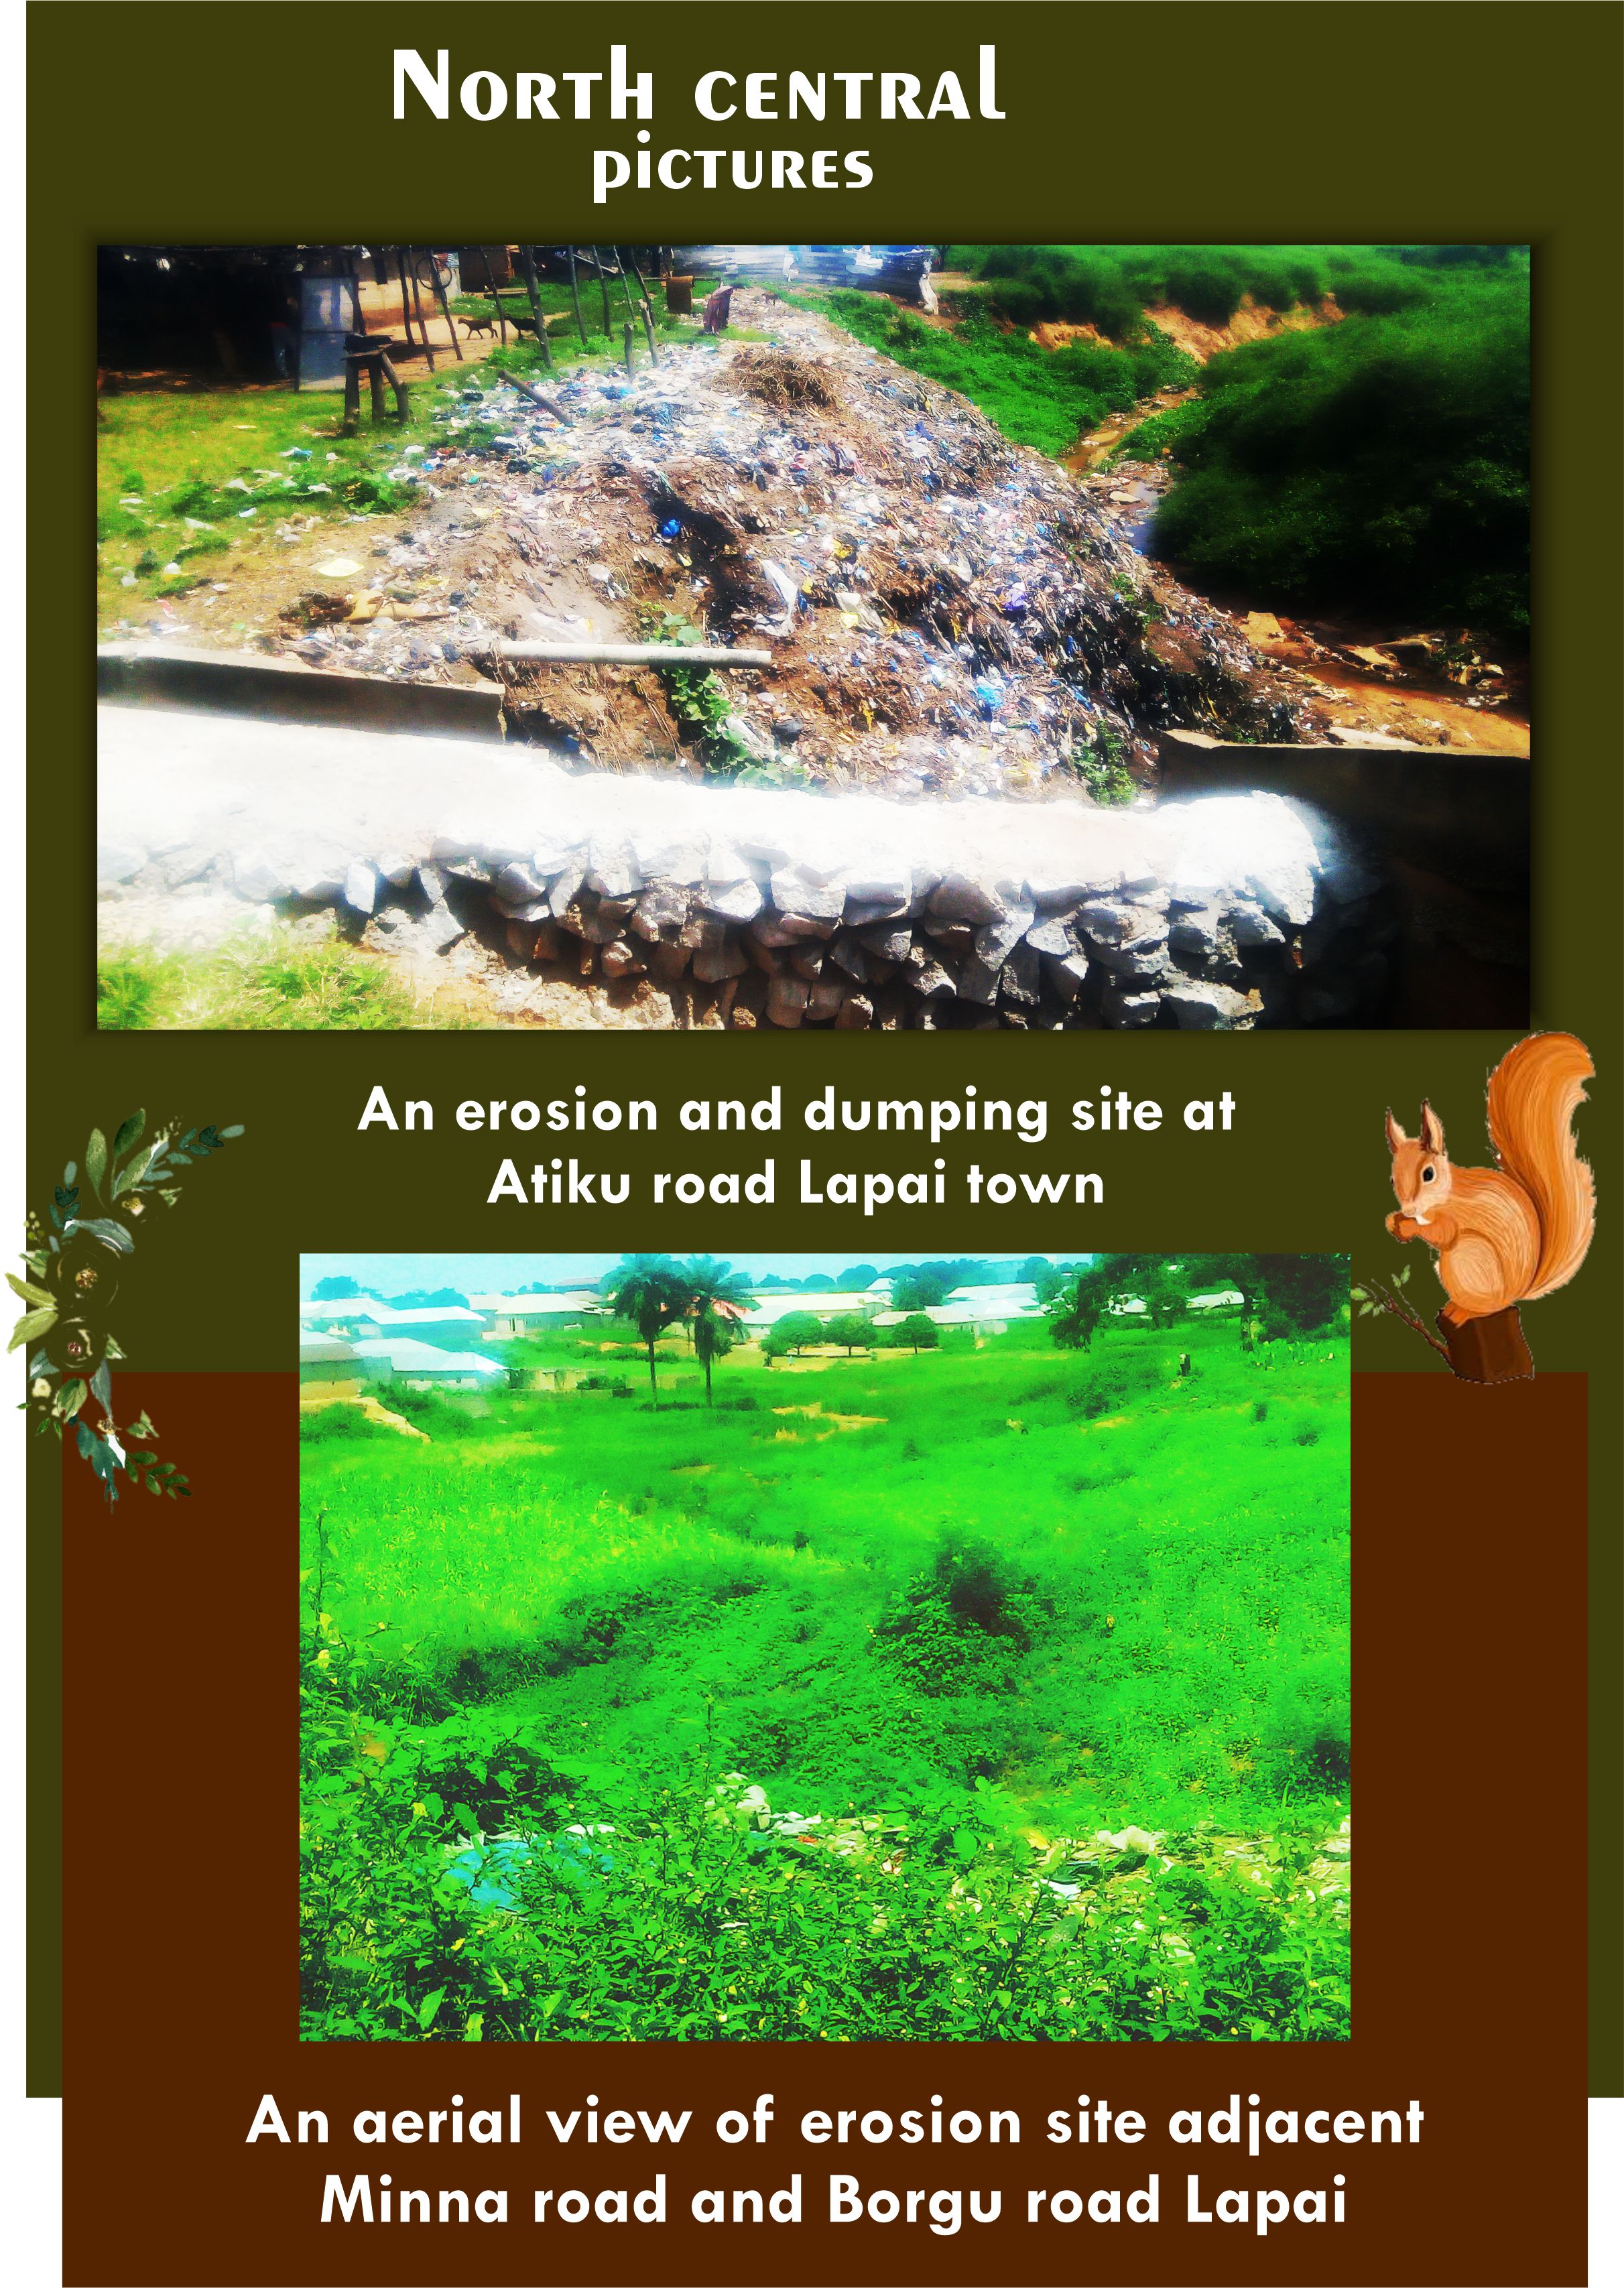 North central
pictures
An erosion and dumping site at
Atiku road Lapai town
An aerial view of erosion site adjacent
Minna road and Borgu road Lapai